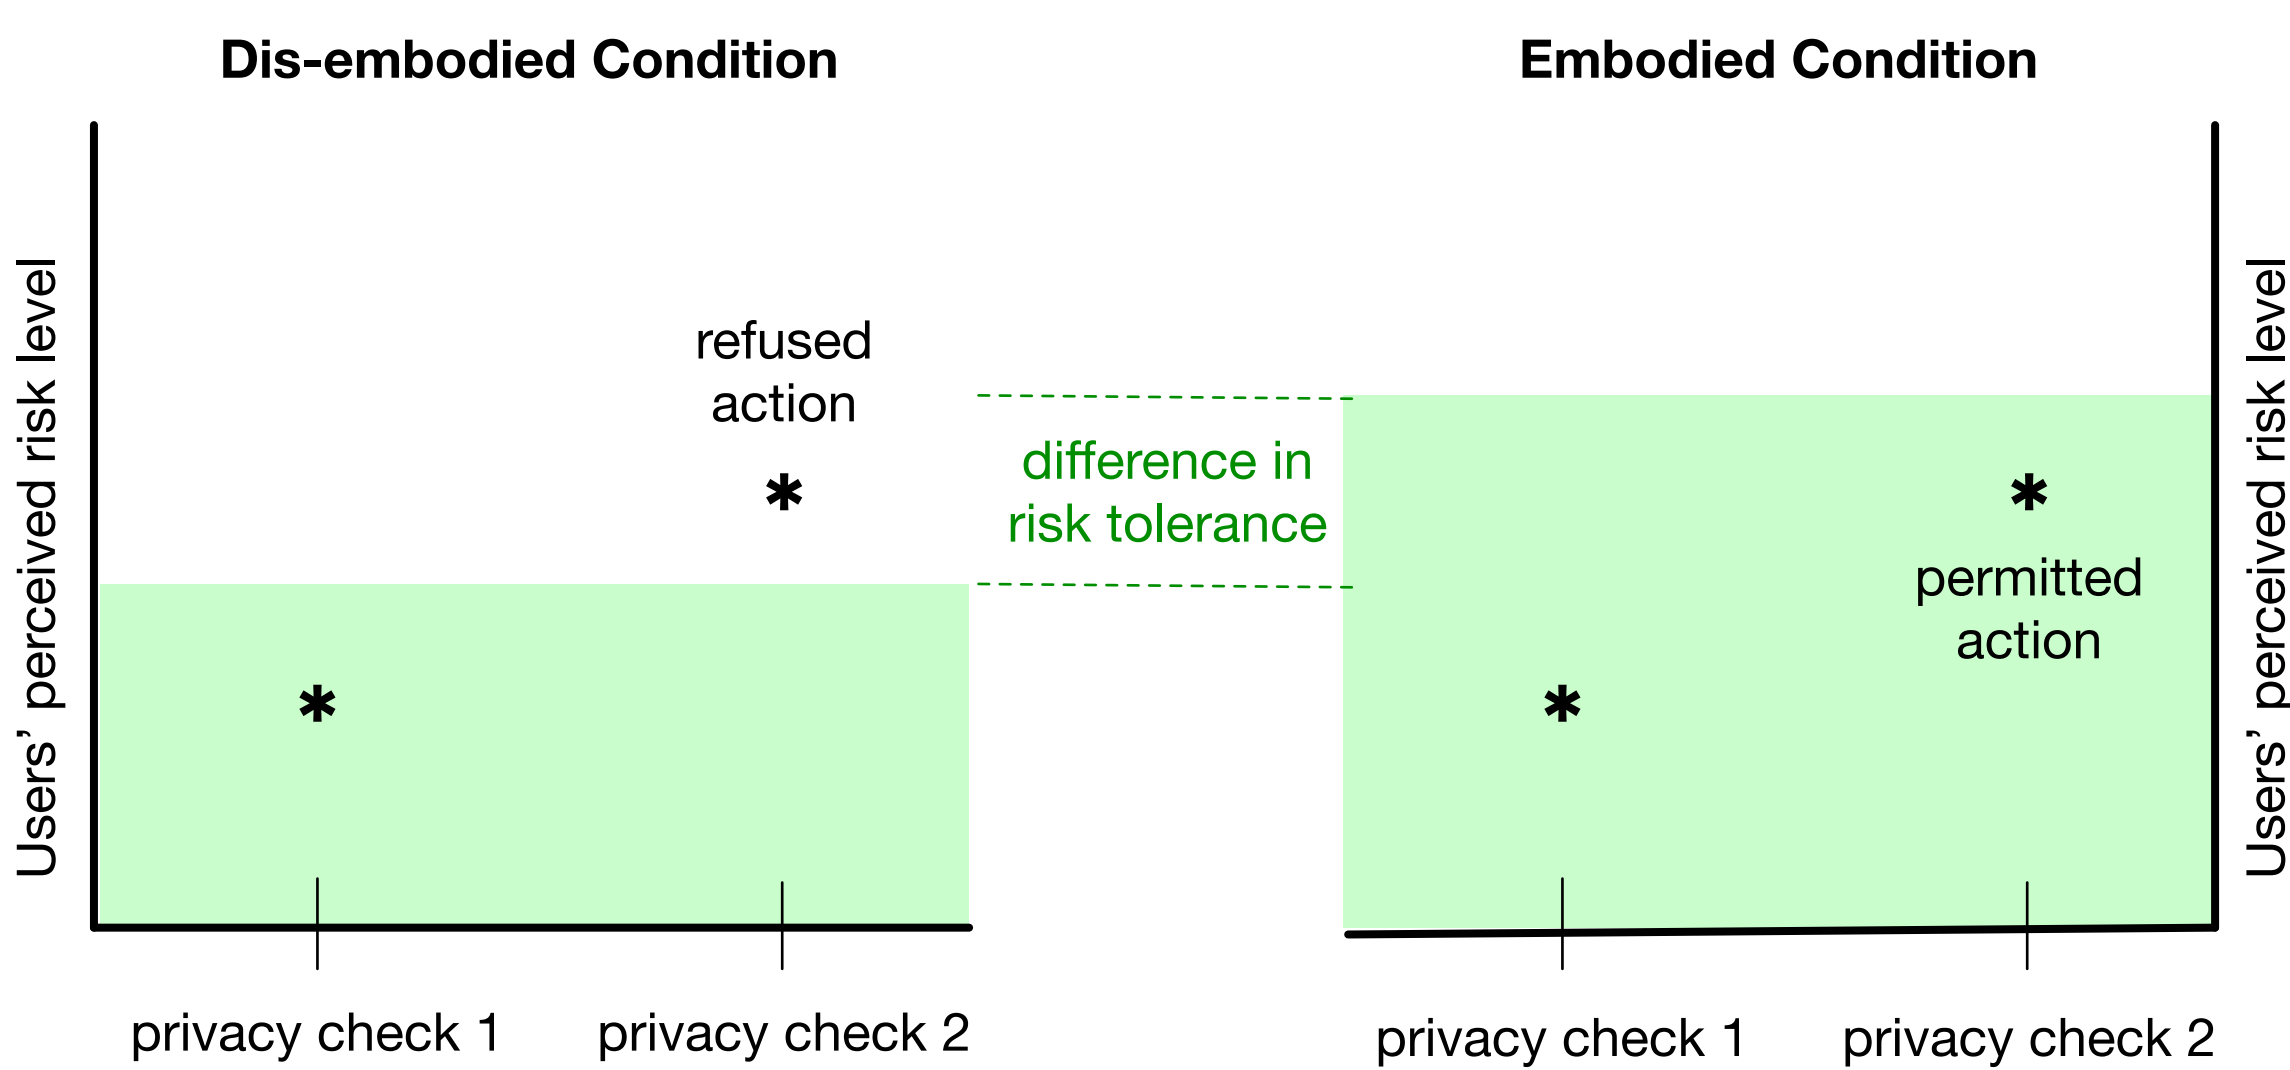 Dis-embodied Condition
Users' perceived risk level
refused
action
*
*
privacy check 1
privacy check 2
difference in
risk tolerance
Embodied Condition
*
permitted
action
*
privacy check 1
privacy check 2
Users' perceived risk level